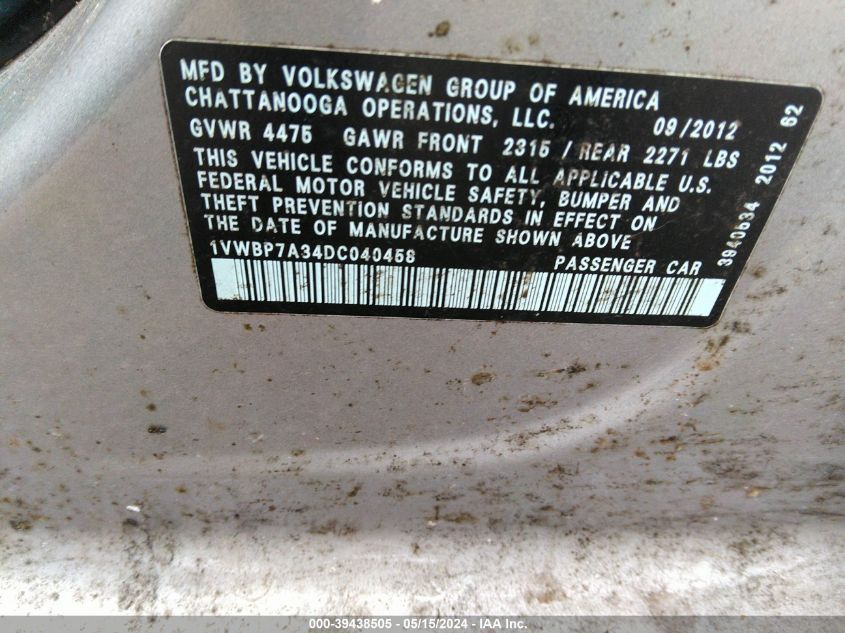 MFD BY VOLKSWAGEN GROUP OF AMERICA
CHATTANOOGA OPERATIONS, LLC. 09/2012
GVWR 4475 GAWR FRONT 2315 / REAR 2271 LBS
THIS VEHICLE CONFORMS TO ALL APPLICABLE U.S.
FEDERAL MOTOR VEHICLE SAFETY, BUMPER AND
THEFT PREVENTION STANDARDS IN EFFECT ON
THE DATE OF MANUFACTURE SHOWN ABOVE
1VWBP7A34DC040458 PASSENGER CAR
3940634 2012 62
000-39438505 - 05/15/2024 - IAA Inc.